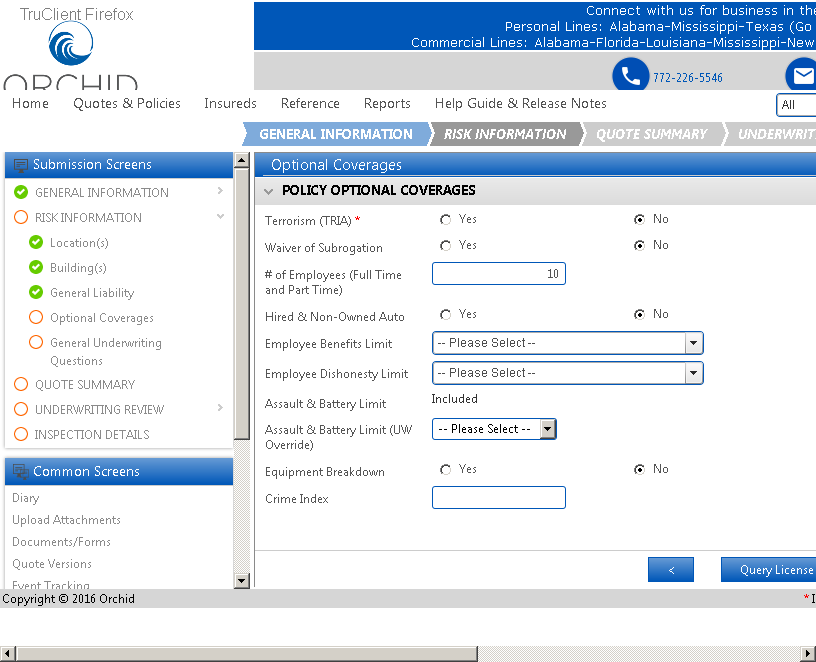 TruClient Firefox
ORCHID
Connect with us for business in the
Personal Lines: Alabama-Mississippi-Texas (Go
Commercial Lines: Alabama-Florida-Louisiana-Mississippi-New
772-226-5546
Home Quotes & Policies Insureds Reference Reports Help Guide & Release Notes
All
GENERAL INFORMATION RISK INFORMATION QUOTE SUMMARY UNDERWRIT
Submission Screens
GENERAL INFORMATION
RISK INFORMATION
Location(s)
Building(s)
General Liability
Optional Coverages
General Underwriting
Questions
QUOTE SUMMARY
UNDERWRITING REVIEW
INSPECTION DETAILS
Common Screens
Diary
Upload Attachments
Documents/Forms
Quote Versions
Event Tracking
Optional Coverages
POLICY OPTIONAL COVERAGES
Terrorism (TRIA) * Yes No
Waiver of Subrogation Yes No
# of Employees (Full Time
and Part Time) 10
Hired & Non-Owned Auto Yes No
Employee Benefits Limit -- Please Select --
Employee Dishonesty Limit -- Please Select --
Assault & Battery Limit Included
Assault & Battery Limit (UW
Override) -- Please Select --
Equipment Breakdown Yes No
Crime Index
< Query License
Copyright © 2016 Orchid * I